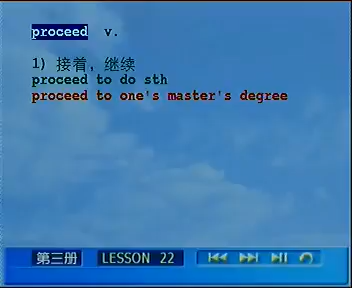 proceed v.
1) 接着, 继续
proceed to do sth
proceed to one's master's degree
第三册 LESSON 22